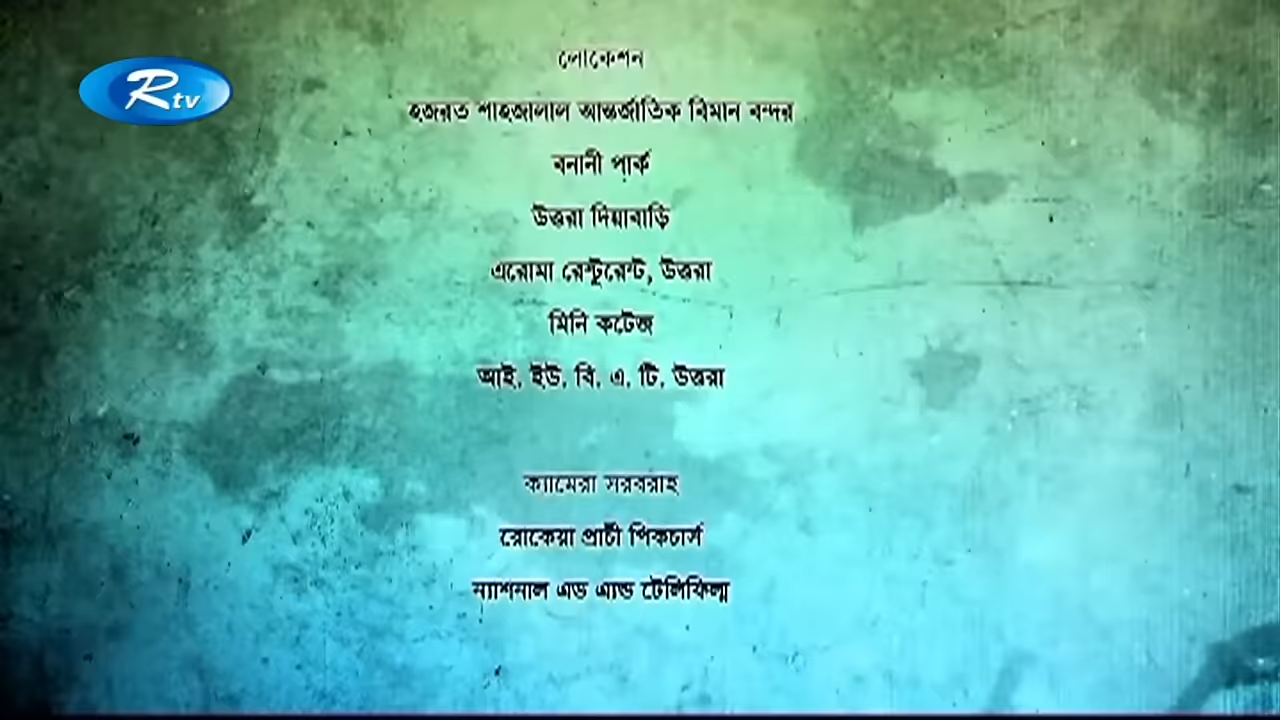 Rtv
লোকেশন
হজরত শাহজালাল আন্তর্জাতিক বিমান বন্দর
বনানী পার্ক
উত্তরা দিয়াবাড়ি
এরোমা রেস্টুরেন্ট, উত্তরা
মিনি কটেজ
আই. ইউ. বি. এ. টি. উত্তরা
ক্যামেরা সরবরাহ
রোকেয়া প্রাচী পিকচার্স
ন্যাশনাল এড এ্যান্ড টেলিফিল্ম